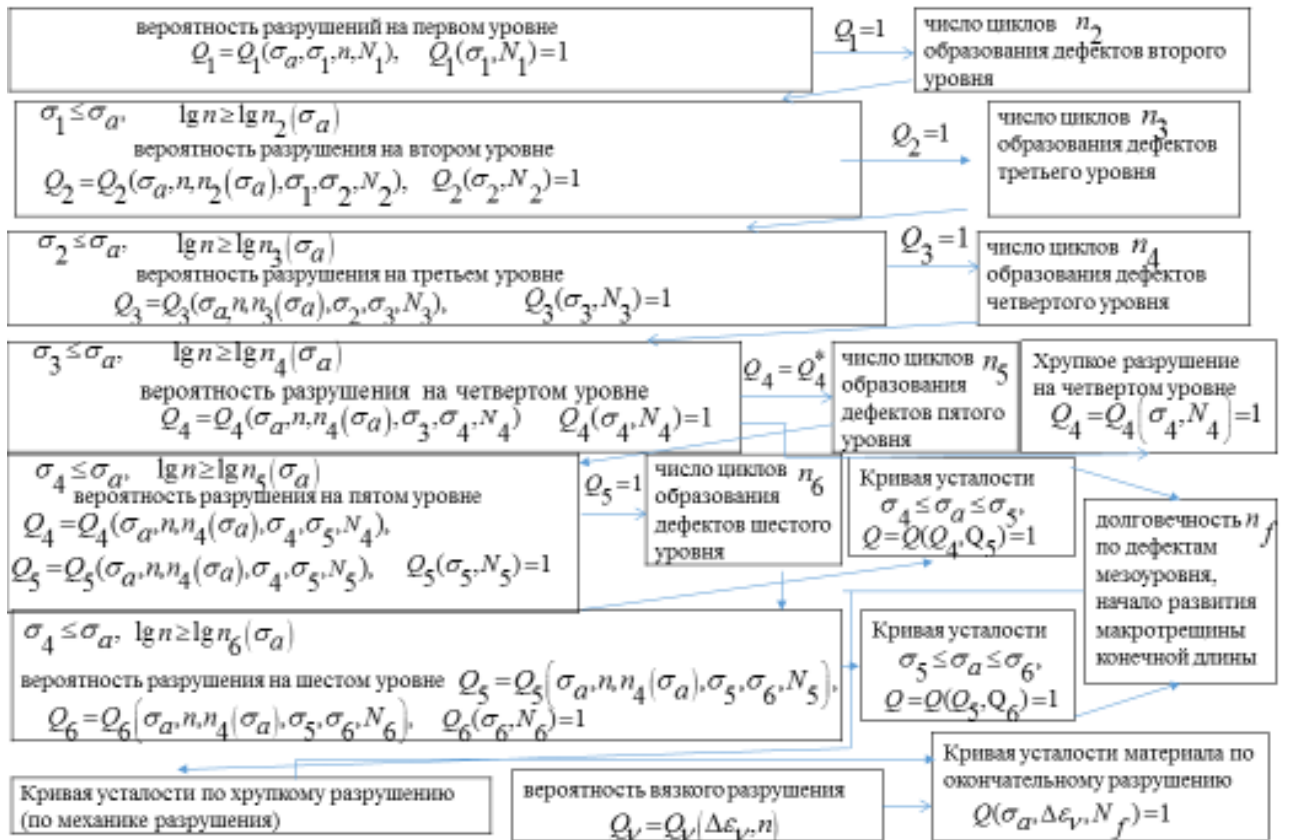 вероятность разрушений на первом уровне
Q₁=Q₁(σₐ,σ₁,n,N₁), Q₁(σ₁,N₁)=1
Q₁=1
число циклов n₂
образования дефектов второго
уровня
σ₁≤σₐ, lg n≥lg n₂(σₐ)
вероятность разрушения на втором уровне
Q₂=Q₂(σₐ,n,n₂(σₐ),σ₁,σ₂,N₂), Q₂(σ₂,N₂)=1
Q₂=1
число циклов n₃
образования дефектов
третьего уровня
σ₂≤σₐ, lg n≥lg n₃(σₐ)
вероятность разрушения на третьем уровне
Q₃=Q₃(σₐ,n,n₃(σₐ),σ₂,σ₃,N₃), Q₃(σ₃,N₃)=1
Q₃=1
число циклов n₄
образования дефектов
четвертого уровня
σ₃≤σₐ, lg n≥lg n₄(σₐ)
вероятность разрушения на четвертом уровне
Q₄=Q₄(σₐ,n,n₄(σₐ),σ₃,σ₄,N₄) Q₄(σ₄,N₄)=1
Q₄=Q₄*
число циклов n₅
образования
дефектов пятого
уровня
Хрупкое разрушение
на четвертом уровне
Q₄=Q₄(σ₄,N₄)=1
σ₄≤σₐ, lg n≥lg n₅(σₐ)
вероятность разрушения на пятом уровне
Q₄=Q₄(σₐ,n,n₄(σₐ),σ₄,σ₅,N₄),
Q₅=Q₅(σₐ,n,n₄(σₐ),σ₄,σ₅,N₅), Q₅(σ₅,N₅)=1
Q₅=1
число циклов n₆
образования
дефектов шестого
уровня
Кривая усталости
σ₄≤σₐ≤σ₅,
Q=Q(Q₄,Q₅)=1
долговечность n_f
по дефектам
мезоуровня,
начало развития
макротрещины
конечной длины
σ₄≤σₐ, lg n≥lg n₆(σₐ)
вероятность разрушения на шестом уровне Q₅=Q₅(σₐ,n,n₄(σₐ),σ₅,σ₆,N₅),
Q₆=Q₆(σₐ,n,n₄(σₐ),σ₅,σ₆,N₆), Q₆(σ₆,N₆)=1
Кривая усталости
σ₅≤σₐ≤σ₆,
Q=Q(Q₅,Q₆)=1
Кривая усталости по хрупкому разрушению
(по механике разрушения)
вероятность вязкого разрушения
Qᵥ=Qᵥ(Δεᵥ,n)
Кривая усталости материала по
окончательному разрушению
Q(σₐ,Δεᵥ,N_f)=1